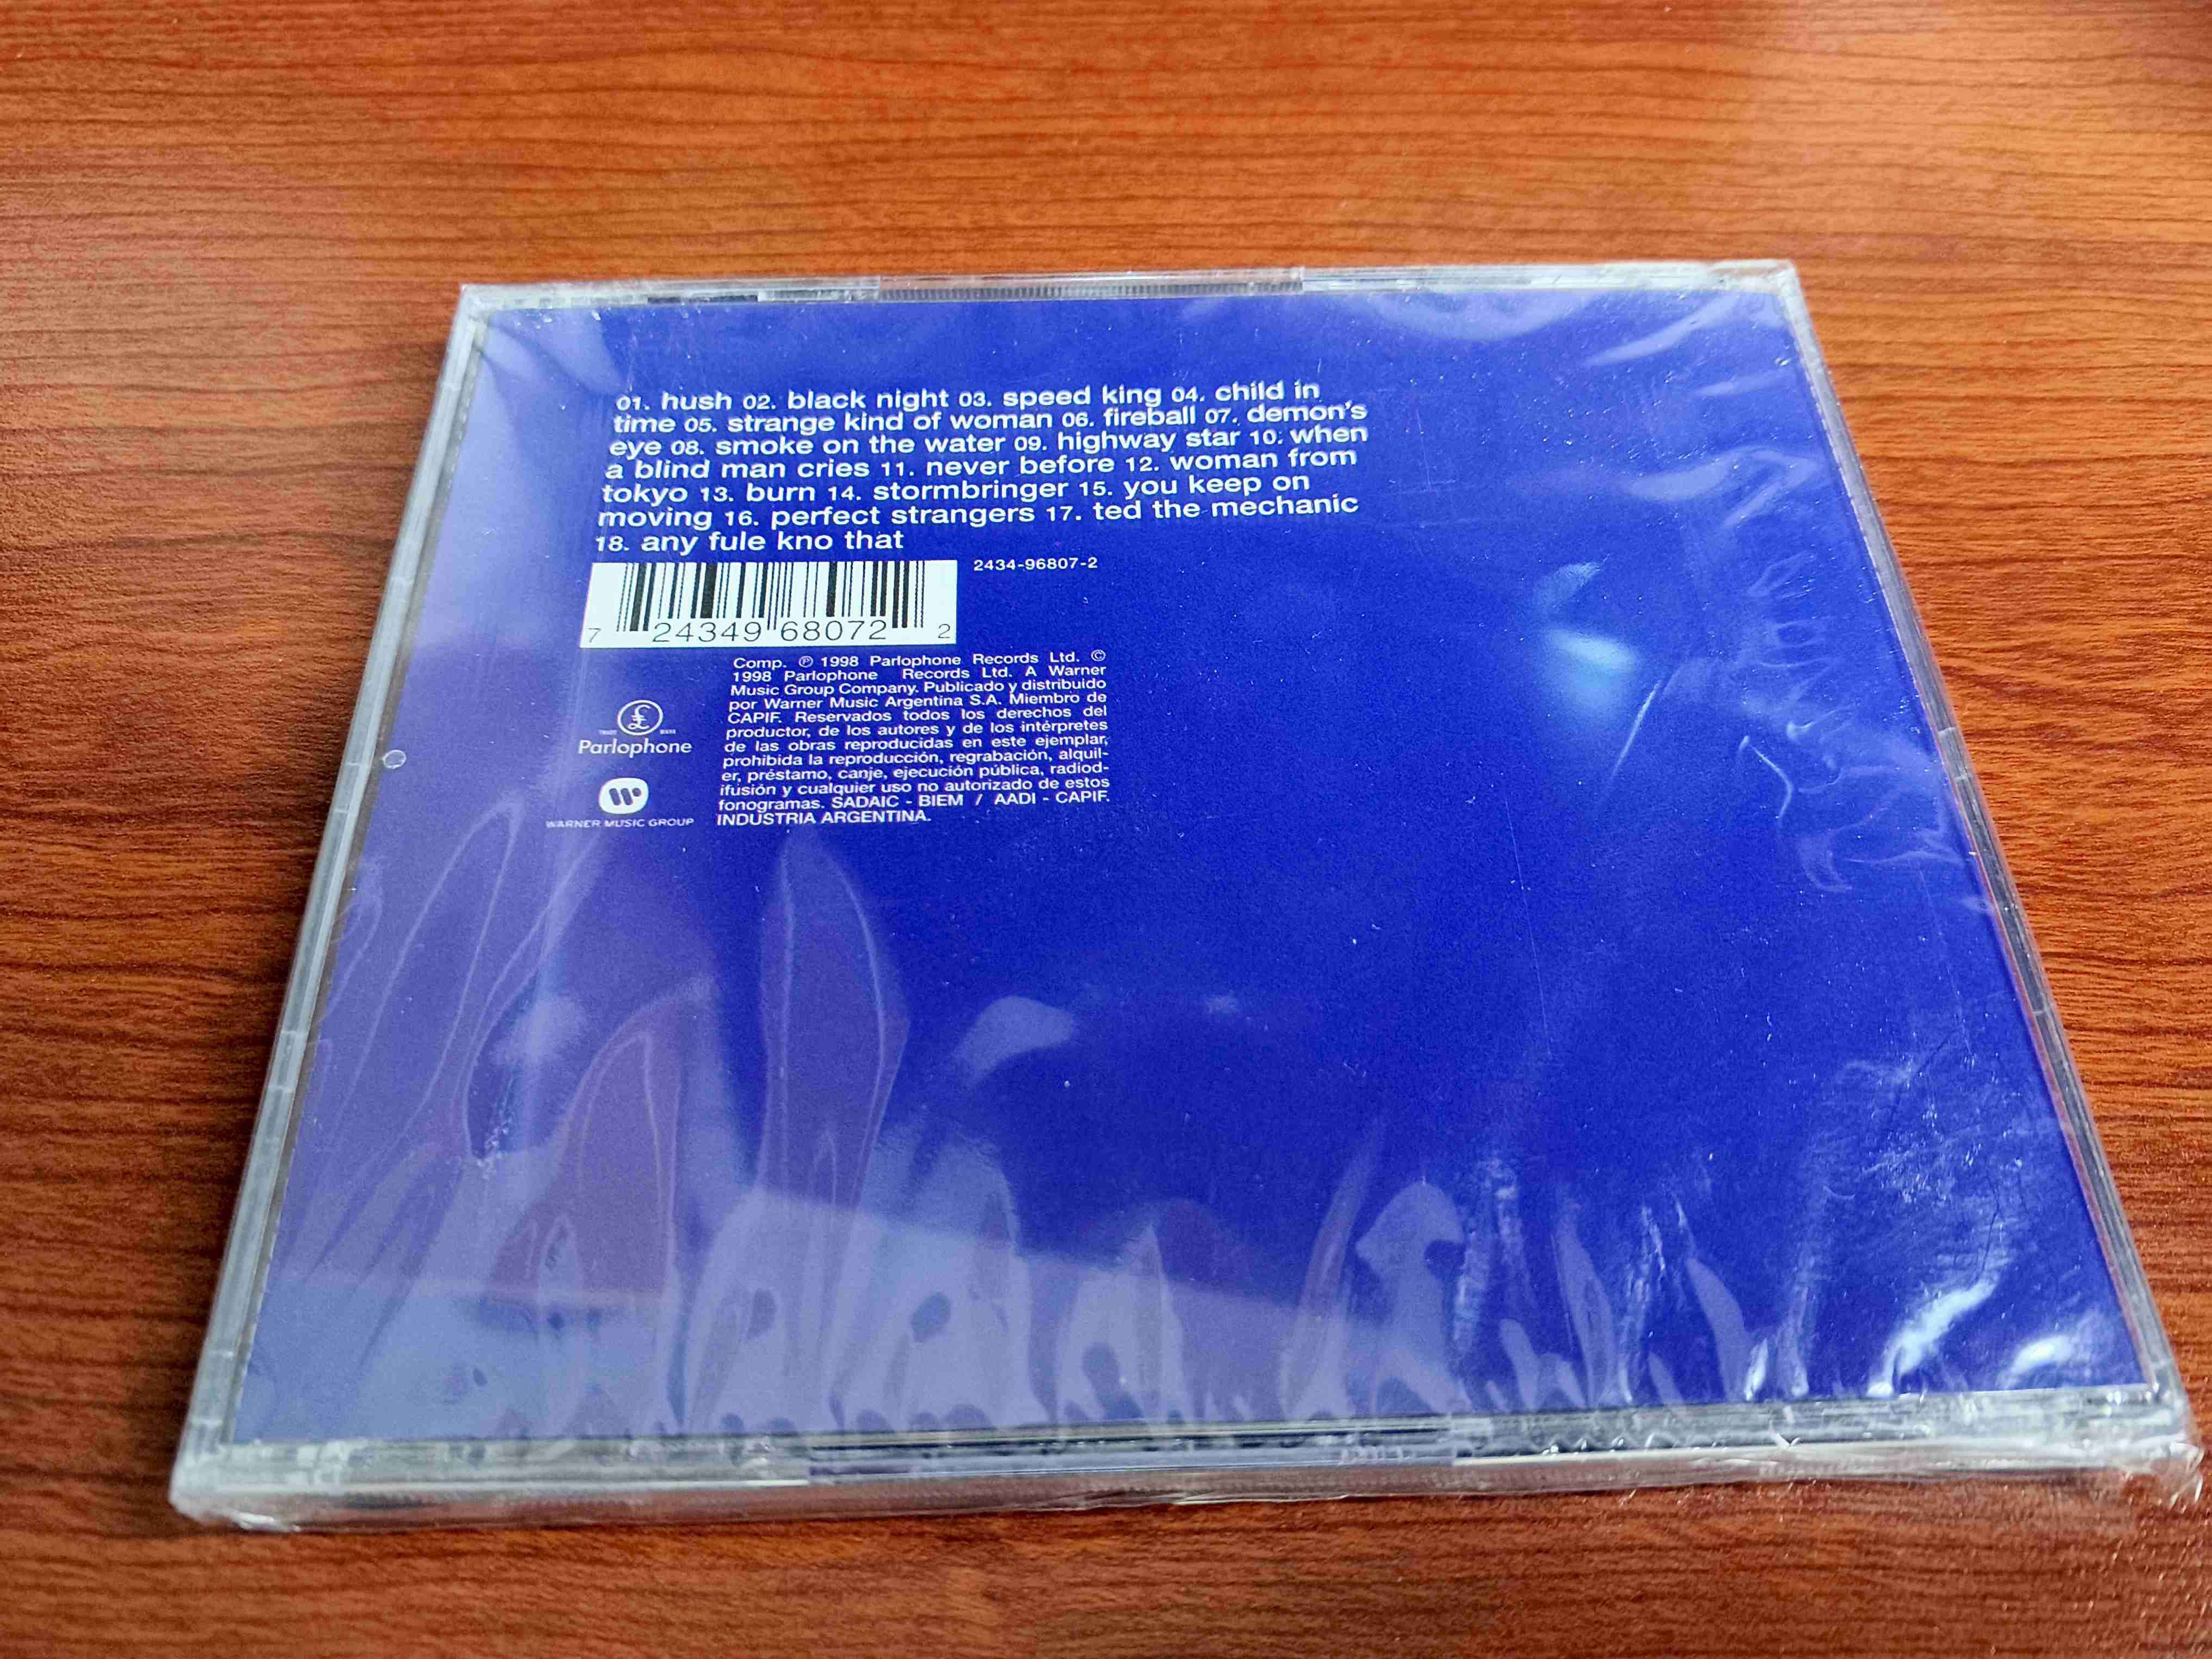 01. hush 02. black night 03. speed king 04. child in
time 05. strange kind of woman 06. fireball 07. demon's
eye 08. smoke on the water 09. highway star 10. when
a blind man cries 11. never before 12. woman from
tokyo 13. burn 14. stormbringer 15. you keep on
moving 16. perfect strangers 17. ted the mechanic
18. any fule kno that
2434-96807-2
7 24349 68072 2
Comp. ℗ 1998 Parlophone Records Ltd. ©
1998 Parlophone Records Ltd. A Warner
Music Group Company. Publicado y distribuido
por Warner Music Argentina S.A. Miembro de
CAPIF. Reservados todos los derechos del
productor, de los autores y de los intérpretes
de las obras reproducidas en este ejemplar,
prohibida la reproducción, regrabación, alquil-
er, préstamo, canje, ejecución pública, radiod-
ifusión y cualquier uso no autorizado de estos
fonogramas. SADAIC - BIEM / AADI - CAPIF.
INDUSTRIA ARGENTINA.
£
TRADE MARK
Parlophone
WARNER MUSIC GROUP